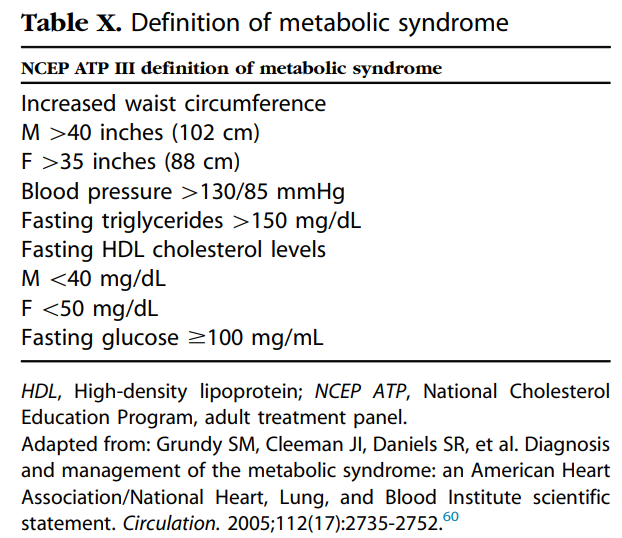 Table X. Definition of metabolic syndrome
NCEP ATP III definition of metabolic syndrome
Increased waist circumference
M >40 inches (102 cm)
F >35 inches (88 cm)
Blood pressure >130/85 mmHg
Fasting triglycerides >150 mg/dL
Fasting HDL cholesterol levels
M <40 mg/dL
F <50 mg/dL
Fasting glucose ≥100 mg/mL
HDL, High-density lipoprotein; NCEP ATP, National Cholesterol
Education Program, adult treatment panel.
Adapted from: Grundy SM, Cleeman JI, Daniels SR, et al. Diagnosis
and management of the metabolic syndrome: an American Heart
Association/National Heart, Lung, and Blood Institute scientific
statement. Circulation. 2005;112(17):2735-2752.60